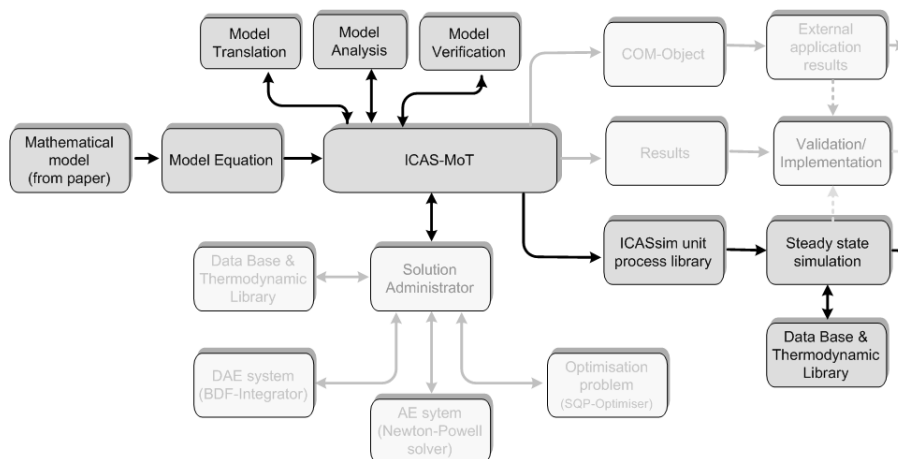 Model
Translation
Model
Analysis
Model
Verification
COM-Object
External
application
results
Mathematical
model
(from paper)
Model Equation
ICAS-MoT
Results
Validation/
Implementation
ICASsim unit
process library
Steady state
simulation
Data Base &
Thermodynamic
Library
Solution
Administrator
Data Base &
Thermodynamic
Library
DAE system
(BDF-Integrator)
AE sytem
(Newton-Powell
solver)
Optimisation
problem
(SQP-Optimiser)